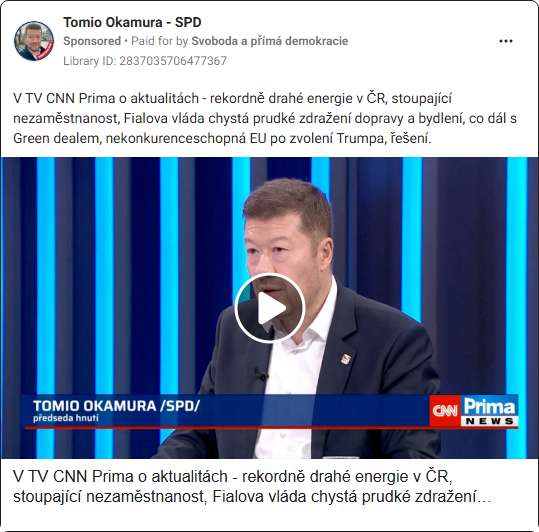 Tomio Okamura - SPD
Sponsored • Paid for by Svoboda a přímá demokracie
Library ID: 2837035706477367
V TV CNN Prima o aktualitách - rekordně drahé energie v ČR, stoupající
nezaměstnanost, Fialova vláda chystá prudké zdražení dopravy a bydlení, co dál s
Green dealem, nekonkurenceschopná EU po zvolení Trumpa, řešení.
TOMIO OKAMURA /SPD/
předseda hnutí
CNN Prima
NEWS
V TV CNN Prima o aktualitách - rekordně drahé energie v ČR,
stoupající nezaměstnanost, Fialova vláda chystá prudké zdražení…